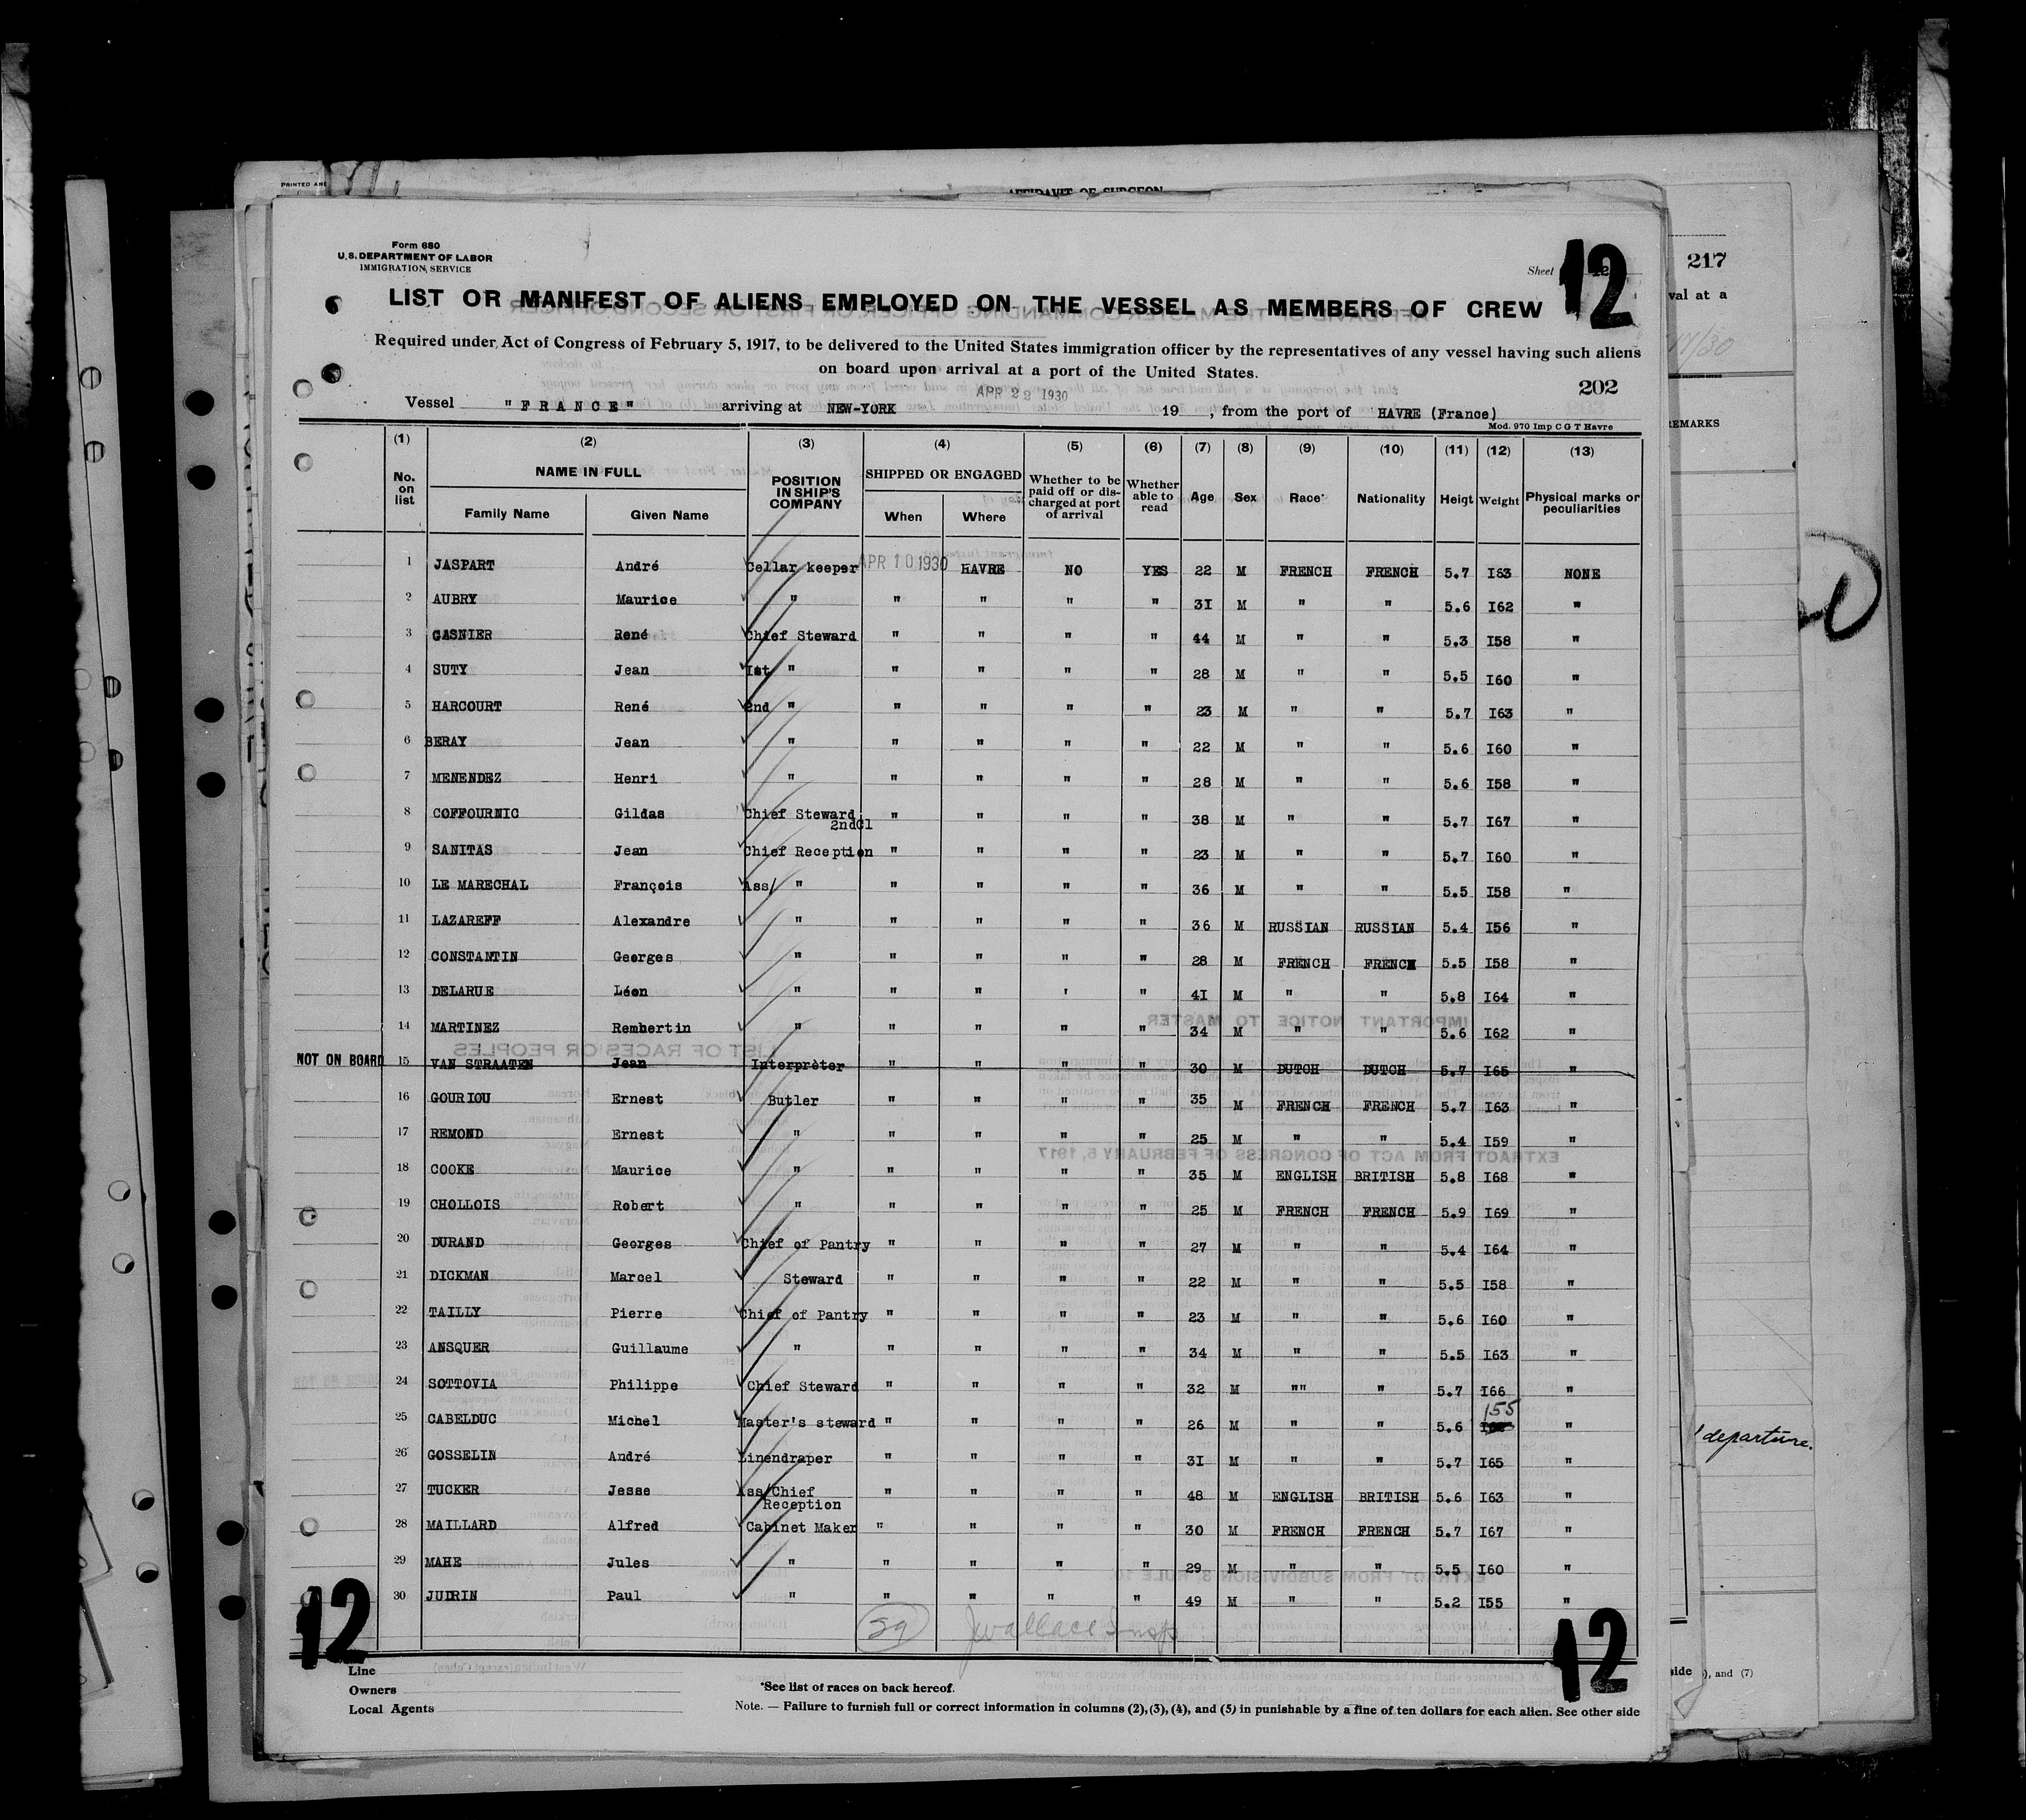 PRINTED AND
AFFIDAVIT OF SURGEON
Form 680
U.S. DEPARTMENT OF LABOR
IMMIGRATION SERVICE
Sheet 12
12
217
val at a
LIST OR MANIFEST OF ALIENS EMPLOYED ON THE VESSEL AS MEMBERS OF CREW
Required under Act of Congress of February 5, 1917, to be delivered to the United States immigration officer by the representatives of any vessel having such aliens
on board upon arrival at a port of the United States.
APR 22 1930
202
Vessel "FRANCE" arriving at NEW-YORK 19 , from the port of HAVRE (France)
Mod. 970 Imp C G T Havre
REMARKS
(1) (2) (3) (4) (5) (6) (7) (8) (9) (10) (11) (12) (13)
No. on list NAME IN FULL POSITION IN SHIP'S COMPANY SHIPPED OR ENGAGED Whether to be paid off or discharged at port of arrival Whether able to read Age Sex Race* Nationality Heigt Weight Physical marks or peculiarities
Family Name Given Name When Where
1 JASPART André Cellar keeper APR 10 1930 HAVRE NO YES 22 M FRENCH FRENCH 5.7 I53 NONE
2 AUBRY Maurice " " " " " 3I M " " 5.6 I62 "
3 GASNIER René Chief Steward " " " " 44 M " " 5.3 I58 "
4 SUTY Jean Ist " " " " " 28 M " " 5.5 I60 "
5 HARCOURT René 2nd " " " " " 23 M " " 5.7 I63 "
6 BERAY Jean " " " " " 22 M " " 5.6 I60 "
7 MENENDEZ Henri " " " " " 28 M " " 5.6 I58 "
8 COFFOURNIC Gildas Chief Steward 2ndCl " " " " 38 M " " 5.7 I67 "
9 SANITAS Jean Chief Reception " " " " 23 M " " 5.7 I60 "
10 LE MARECHAL François Ass/ " " " " " 36 M " " 5.5 I58 "
11 LAZAREFF Alexandre " " " " " 36 M RUSSIAN RUSSIAN 5.4 I56 "
12 CONSTANTIN Georges " " " " " 28 M FRENCH FRENCH 5.5 I58 "
13 DELARUE Léon " " " ' " 4I M " " 5.8 I64 "
14 MARTINEZ Rembertin " " " " " 34 M " " 5.6 I62 "
NOT ON BOARD 15 VAN STRAATEN Jean Interprèter " " " " 30 M DUTCH DUTCH 5.7 I65 "
16 GOURIOU Ernest Butler " " " " 35 M FRENCH FRENCH 5.7 I63 "
17 REMOND Ernest " " " " " 25 M " " 5.4 I59 "
18 COOKE Maurice " " " " " 35 M ENGLISH BRITISH 5.8 I68 "
19 CHOLLOIS Robert " " " " " 25 M FRENCH FRENCH 5.9 I69 "
20 DURAND Georges Chief of Pantry " " " " 27 M " " 5.4 I64 "
21 DICKMAN Marcel Steward " " " " 22 M " " 5.5 I58 "
22 TAILLY Pierre Chief of Pantry " " " " 23 M " " 5.6 I60 "
23 ANSQUER Guillaume " " " " " 34 M " " 5.5 I63 "
24 SOTTOVIA Philippe Chief Steward " " " " 32 M "" " 5.7 I66 "
25 CABELDUC Michel Master's steward " " " " 26 M " " 5.6 155 "
26 GOSSELIN André Linendraper " " " " 3I M " " 5.7 I65 "
departure.
27 TUCKER Jesse Ass/Chief Reception " " " " 48 M ENGLISH BRITISH 5.6 I63 "
28 MAILLARD Alfred Cabinet Maker " " " " 30 M FRENCH FRENCH 5.7 I67 "
29 MAHE Jules " " " " " 29 M " " 5.5 I60 "
30 JUDRIN Paul " " " " " 49 M " " 5.2 I55 "
12 29 JWallace Insp 12
Line
Owners
Local Agents
*See list of races on back hereof.
Note. — Failure to furnish full or correct information in columns (2), (3), (4), and (5) in punishable by a fine of ten dollars for each alien. See other side
side ), and (7)